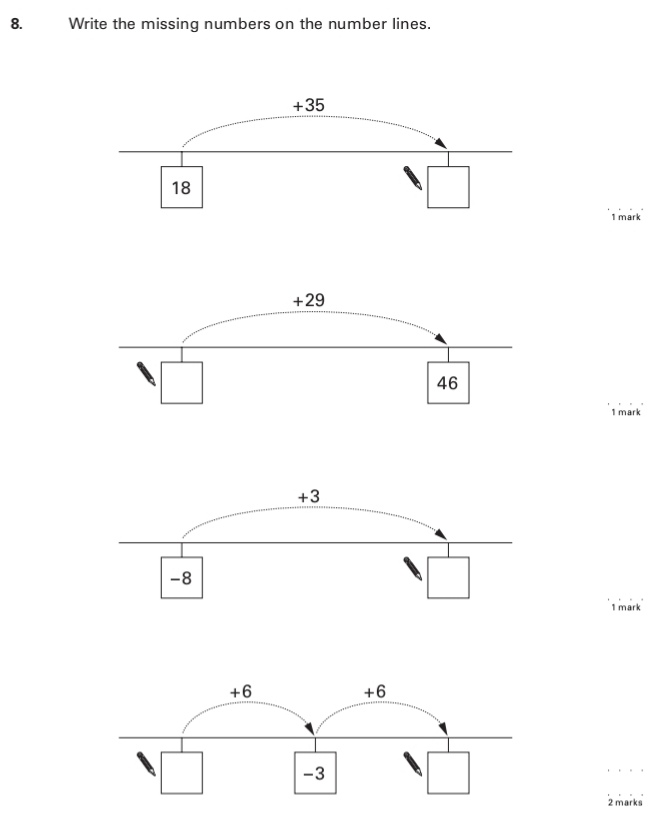 8. Write the missing numbers on the number lines.
+35
18
1 mark
+29
46
1 mark
+3
−8
1 mark
+6 +6
−3
2 marks